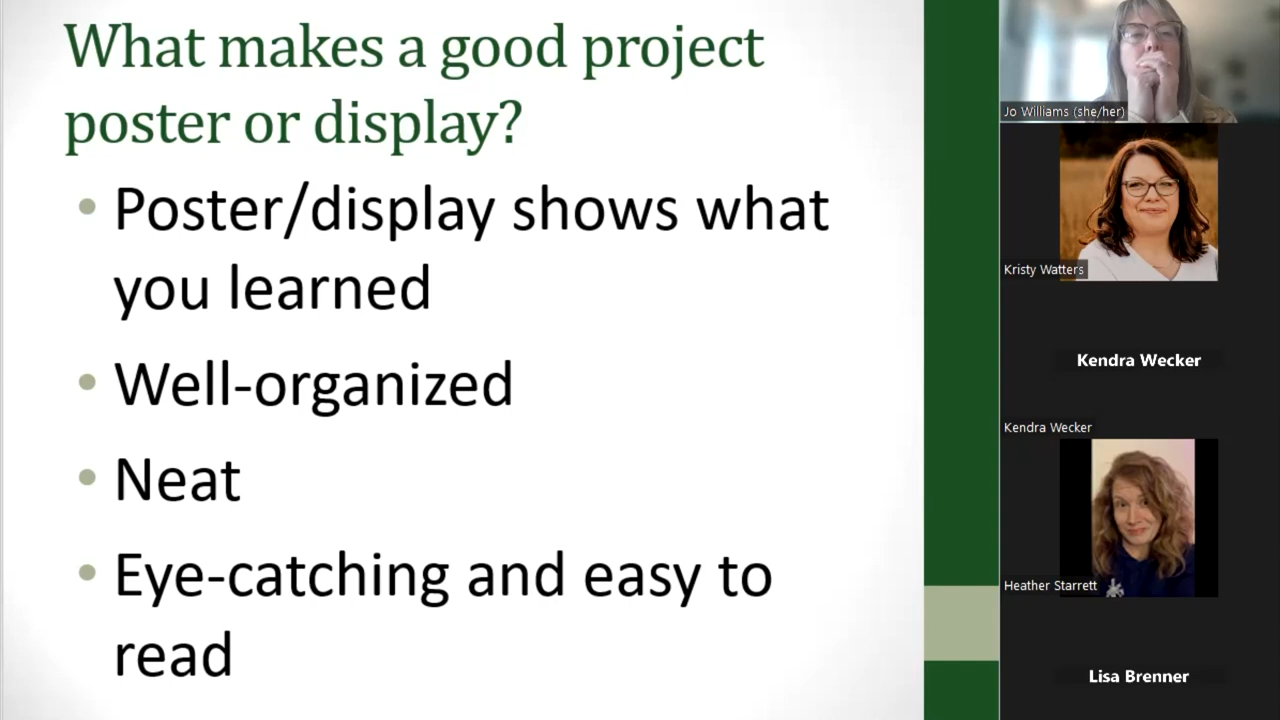 What makes a good project
poster or display?
Poster/display shows what
you learned
Well-organized
Neat
Eye-catching and easy to
read
Jo Williams (she/her)
Kristy Watters
Kendra Wecker
Kendra Wecker
Heather Starrett
Lisa Brenner